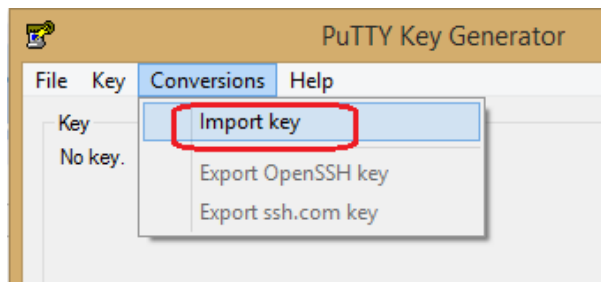 PuTTY Key Generator
File Key Conversions Help
Key
Import key
No key.
Export OpenSSH key
Export ssh.com key